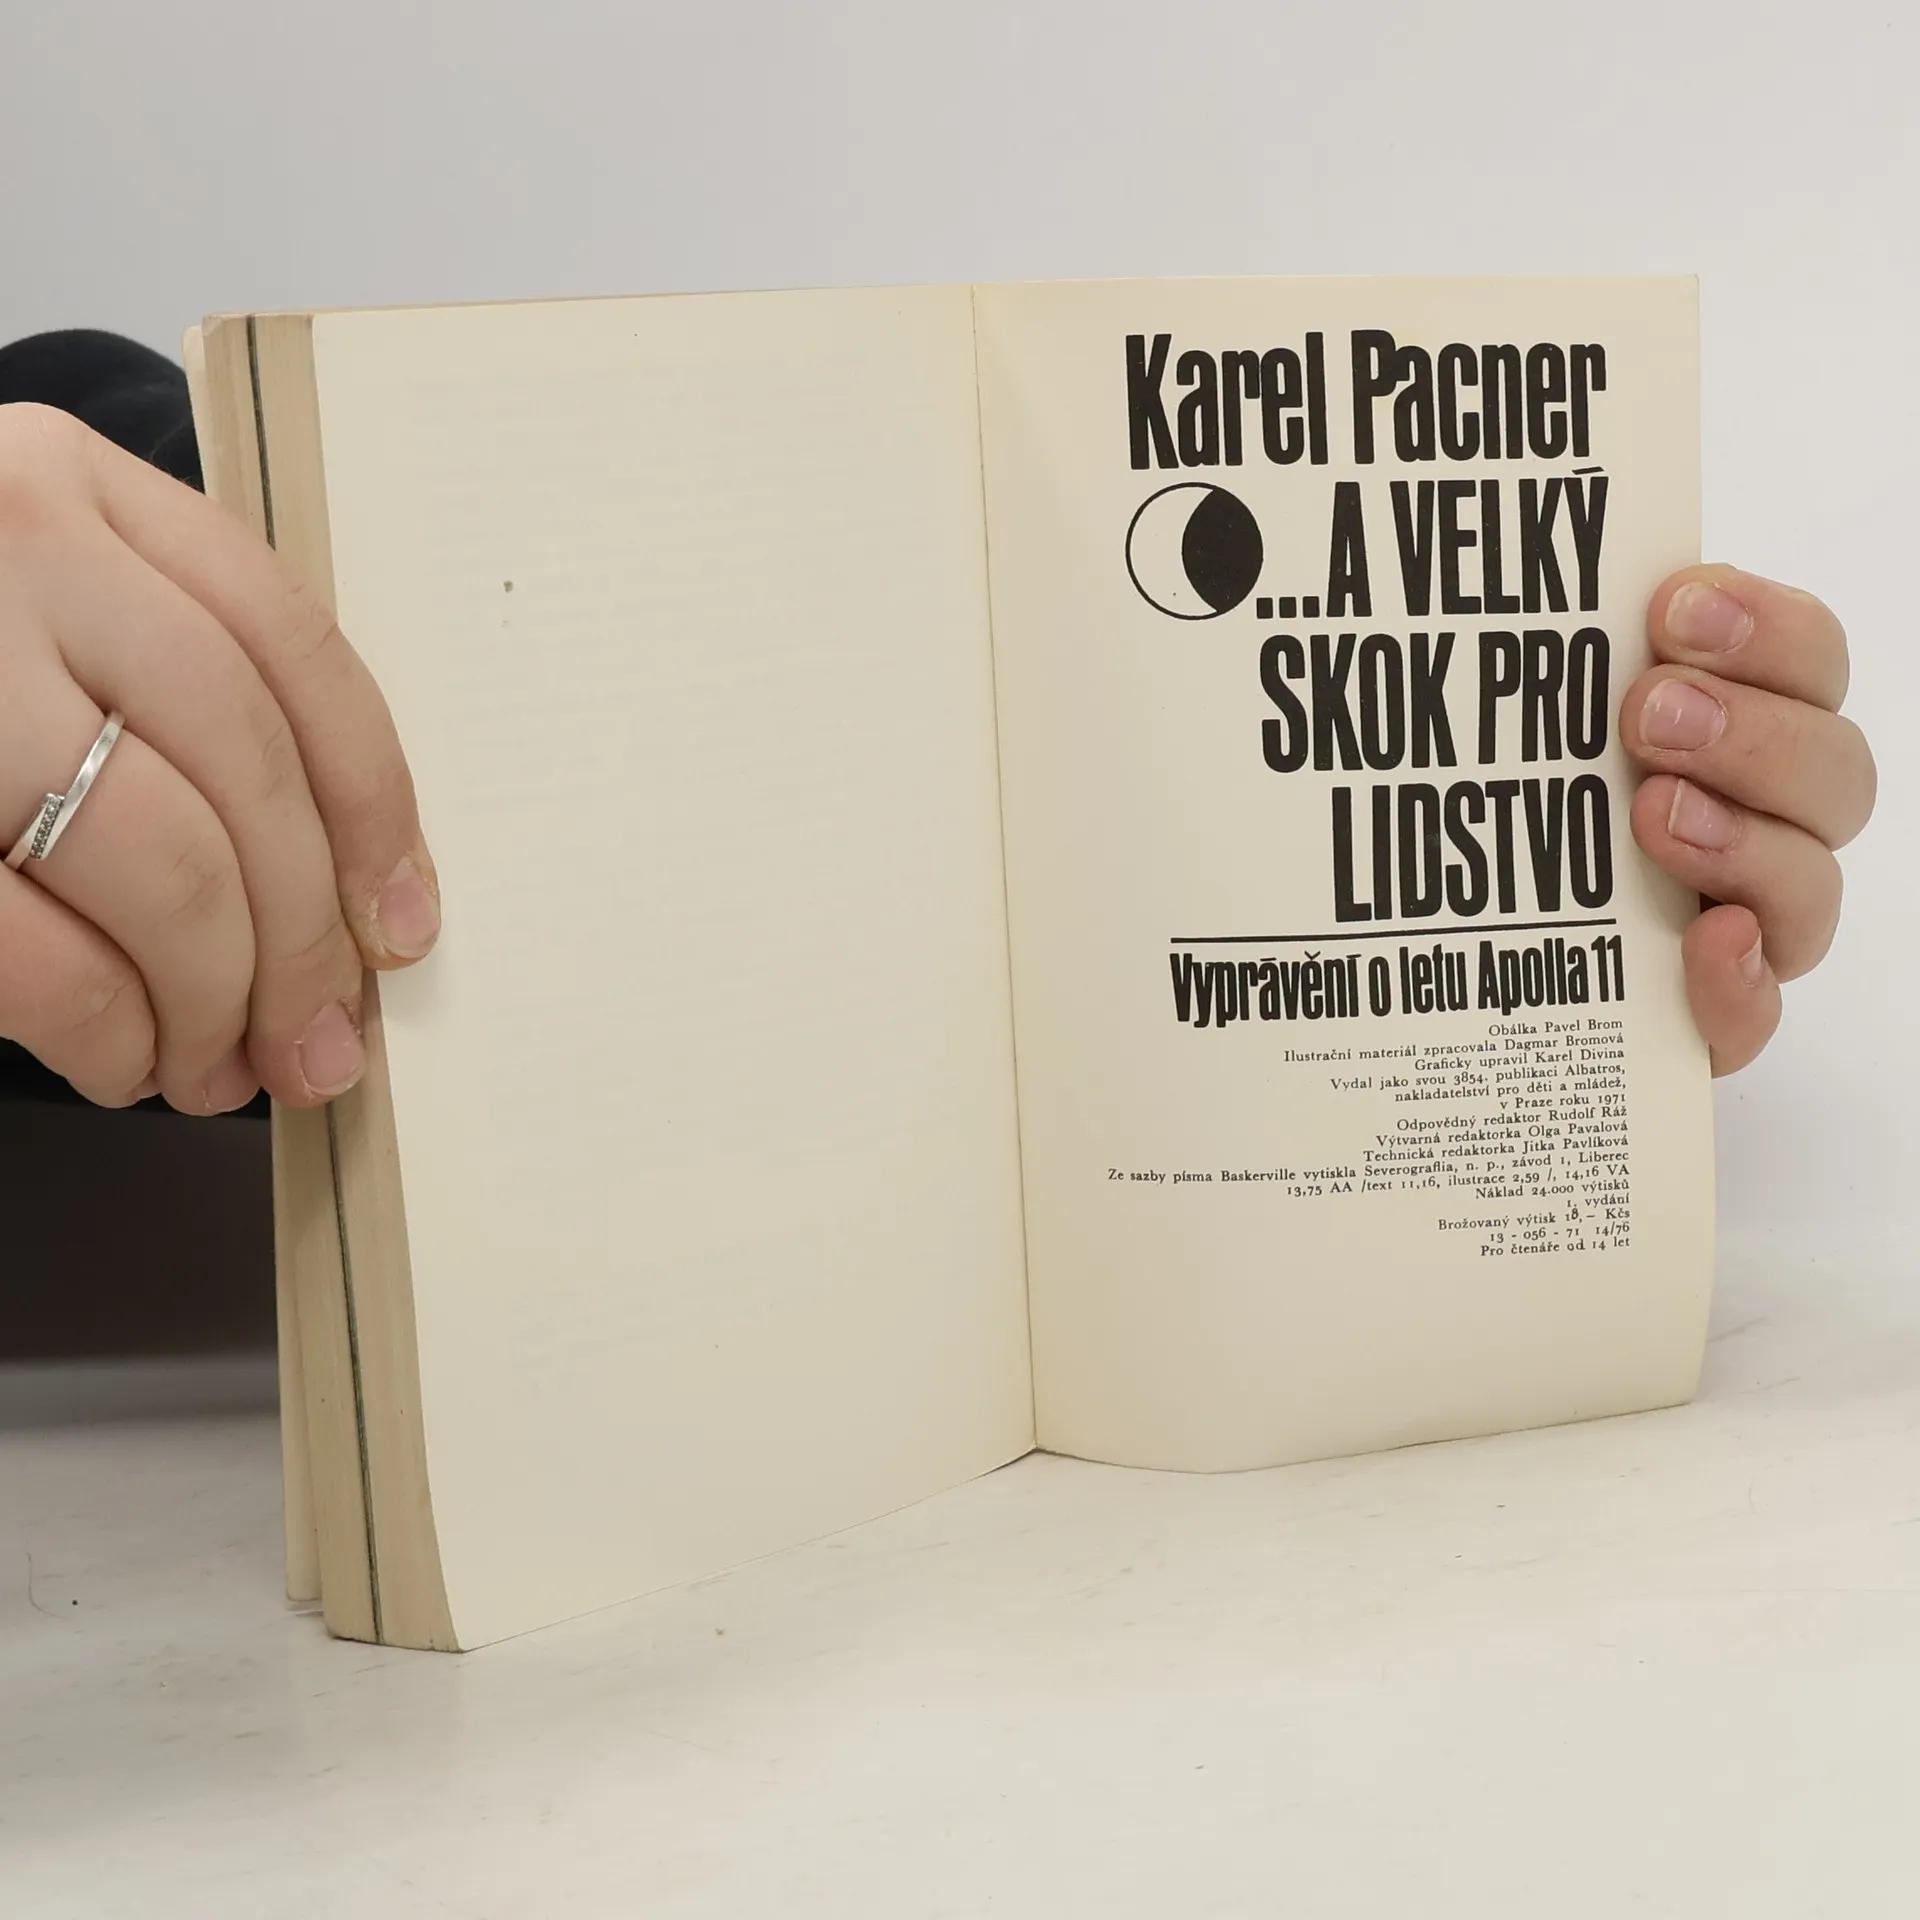 Karel Pacner
...A VELKÝ
SKOK PRO
LIDSTVO
Vyprávění o letu Apolla 11
Obálka Pavel Brom
Ilustrační materiál zpracovala Dagmar Bromová
Graficky upravil Karel Divina
Vydal jako svou 3854. publikaci Albatros,
nakladatelství pro děti a mládež,
v Praze roku 1971
Odpovědný redaktor Rudolf Ráž
Výtvarná redaktorka Olga Pavalová
Technická redaktorka Jitka Pavlíková
Ze sazby písma Baskerville vytiskla Severografia, n. p., závod 1, Liberec
13,75 AA /text 11,16, ilustrace 2,59 /, 14,16 VA
Náklad 24.000 výtisků
1. vydání
Brožovaný výtisk 18,– Kčs
13 - 056 - 71 14/76
Pro čtenáře od 14 let